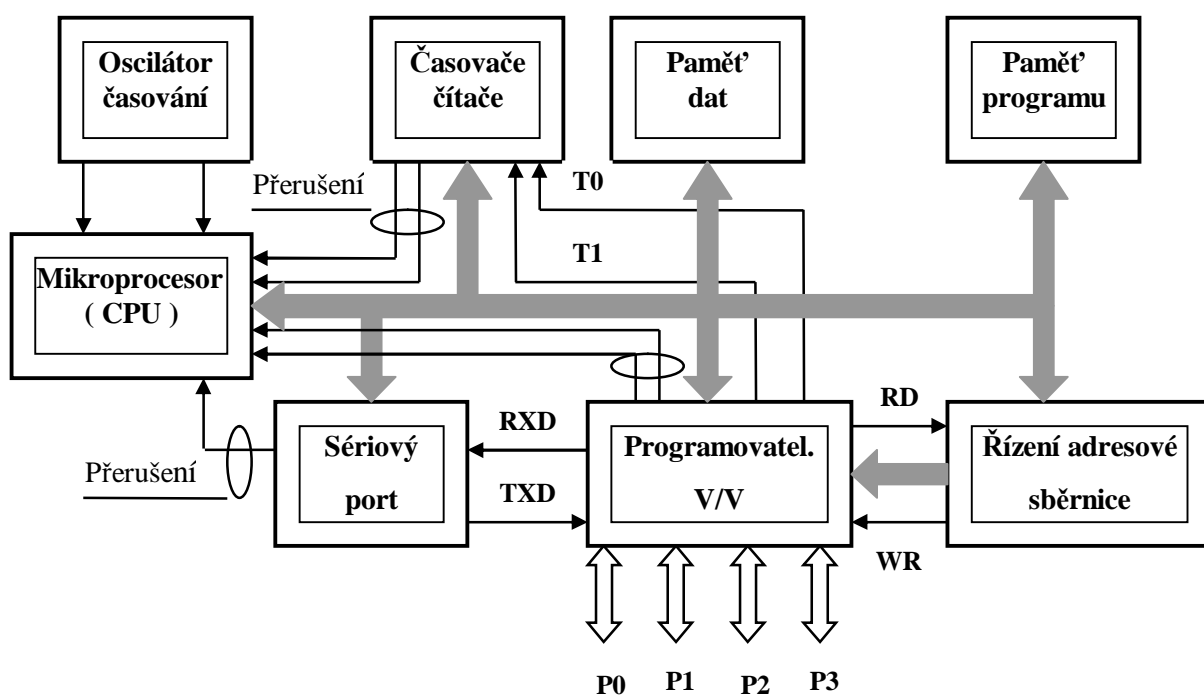 Oscilátor
časování
Časovače
čítače
Paměť
dat
Paměť
programu
Přerušení
T0
T1
Mikroprocesor
( CPU )
RXD
TXD
RD
WR
Sériový
port
Programovatel.
V/V
Řízení adresové
sběrnice
Přerušení
P0
P1
P2
P3